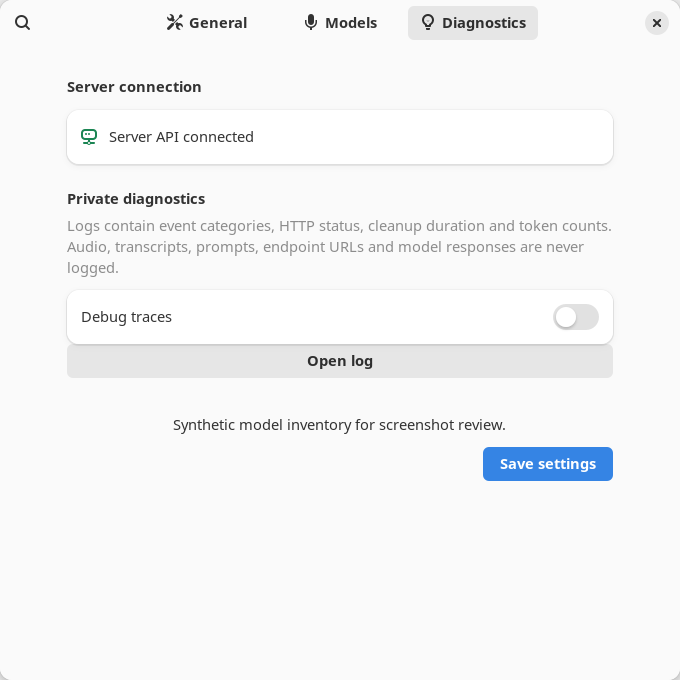 General
Models
Diagnostics
Server connection
Server API connected
Private diagnostics
Logs contain event categories, HTTP status, cleanup duration and token counts.
Audio, transcripts, prompts, endpoint URLs and model responses are never
logged.
Debug traces
Open log
Synthetic model inventory for screenshot review.
Save settings